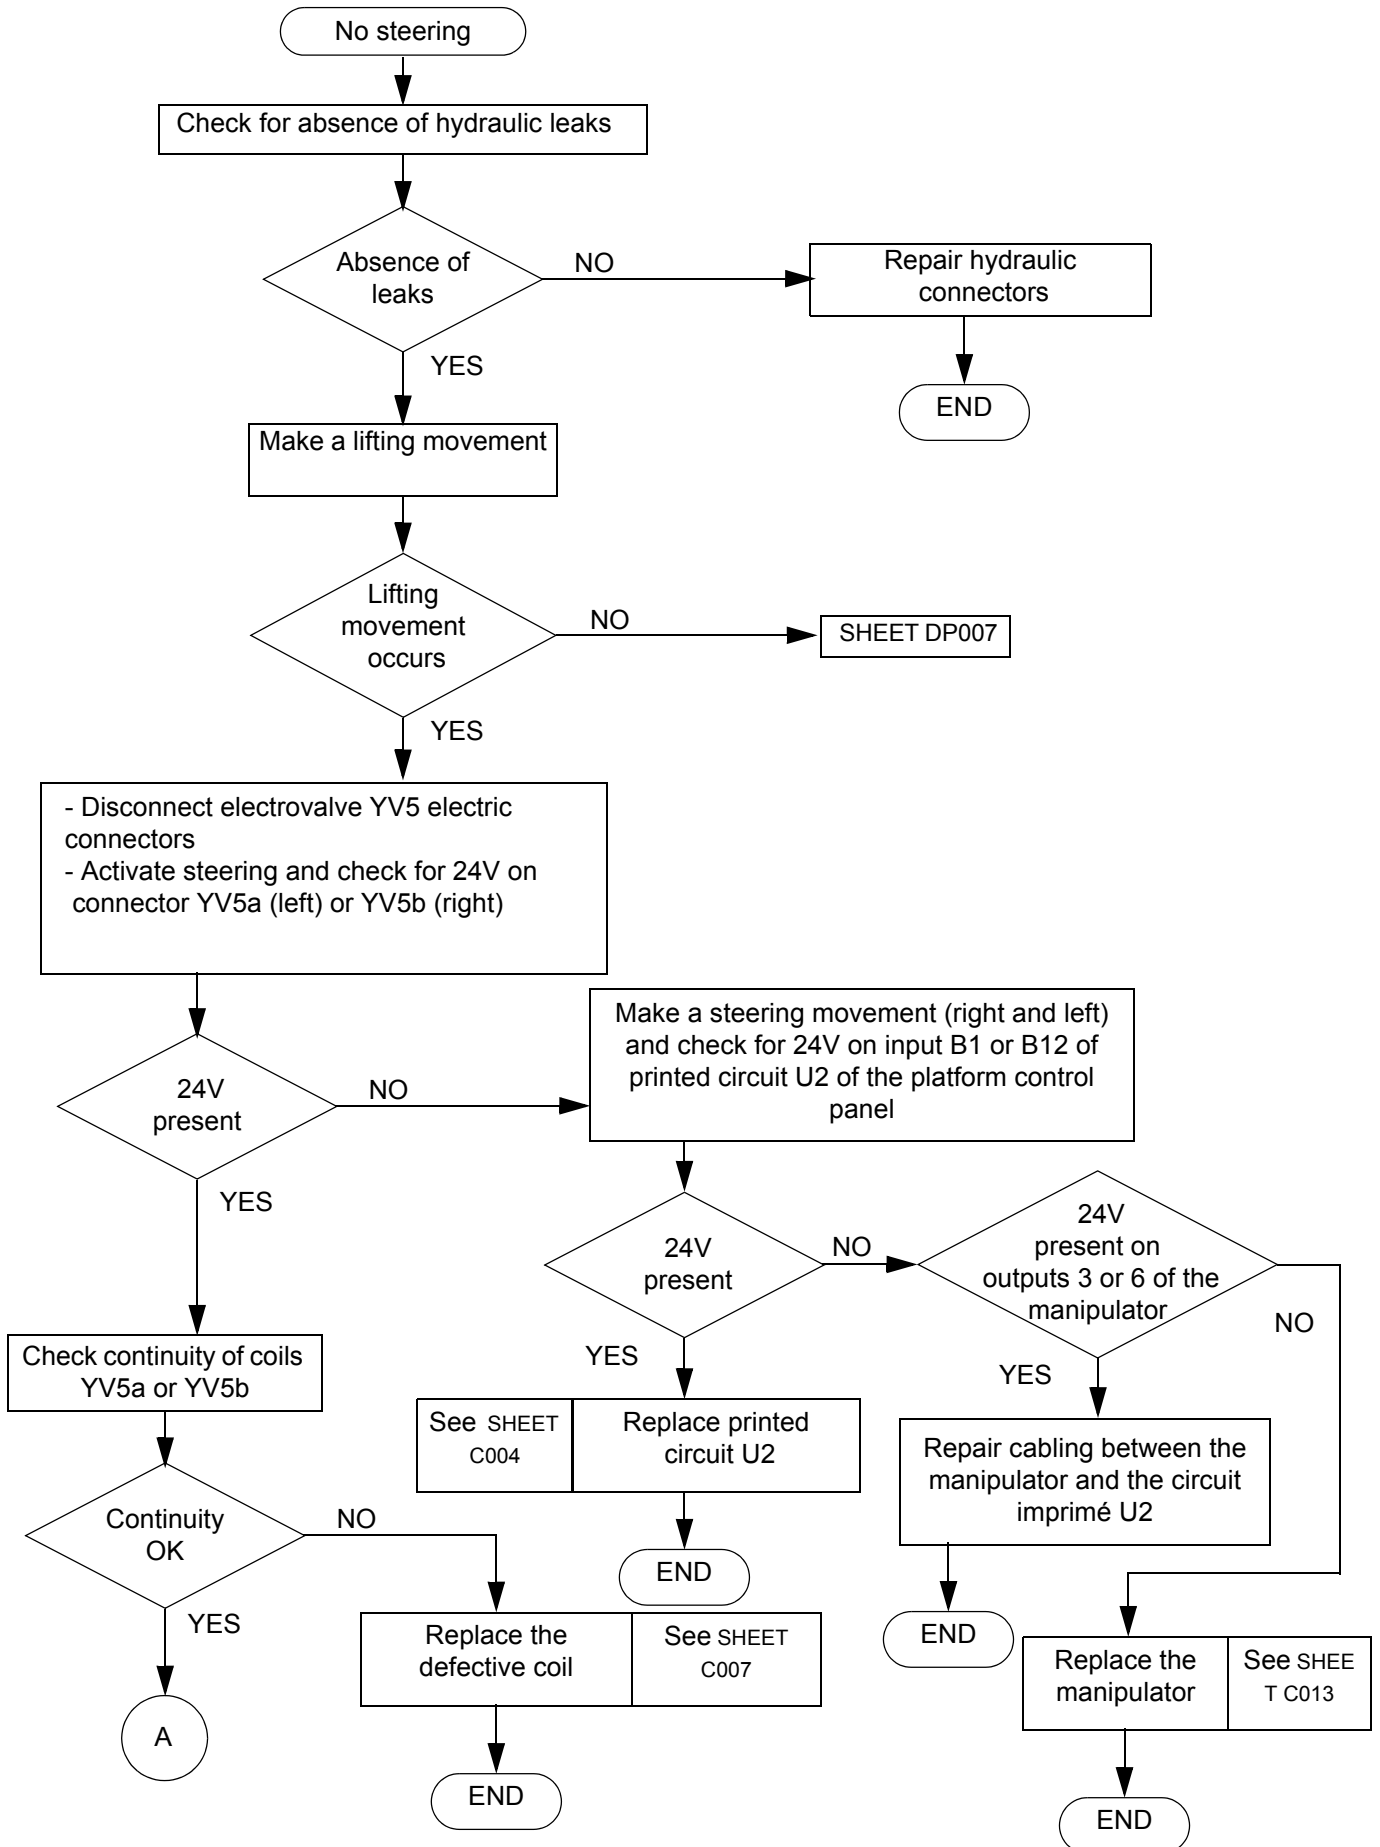 No steering
Check for absence of hydraulic leaks
Absence of
leaks
NO
Repair hydraulic
connectors
YES
END
Make a lifting movement
Lifting
movement
occurs
NO
SHEET DP007
YES
- Disconnect electrovalve YV5 electric
connectors
- Activate steering and check for 24V on
connector YV5a (left) or YV5b (right)
Make a steering movement (right and left)
and check for 24V on input B1 or B12 of
printed circuit U2 of the platform control
panel
24V
present
NO
YES
24V
present
NO
24V
present on
outputs 3 or 6 of the
manipulator
NO
YES
YES
Check continuity of coils
YV5a or YV5b
See SHEET
C004
Replace printed
circuit U2
Repair cabling between the
manipulator and the circuit
imprimé U2
Continuity
OK
NO
END
YES
Replace the
defective coil
See SHEET
C007
END
Replace the
manipulator
See SHEE
T C013
A
END
END